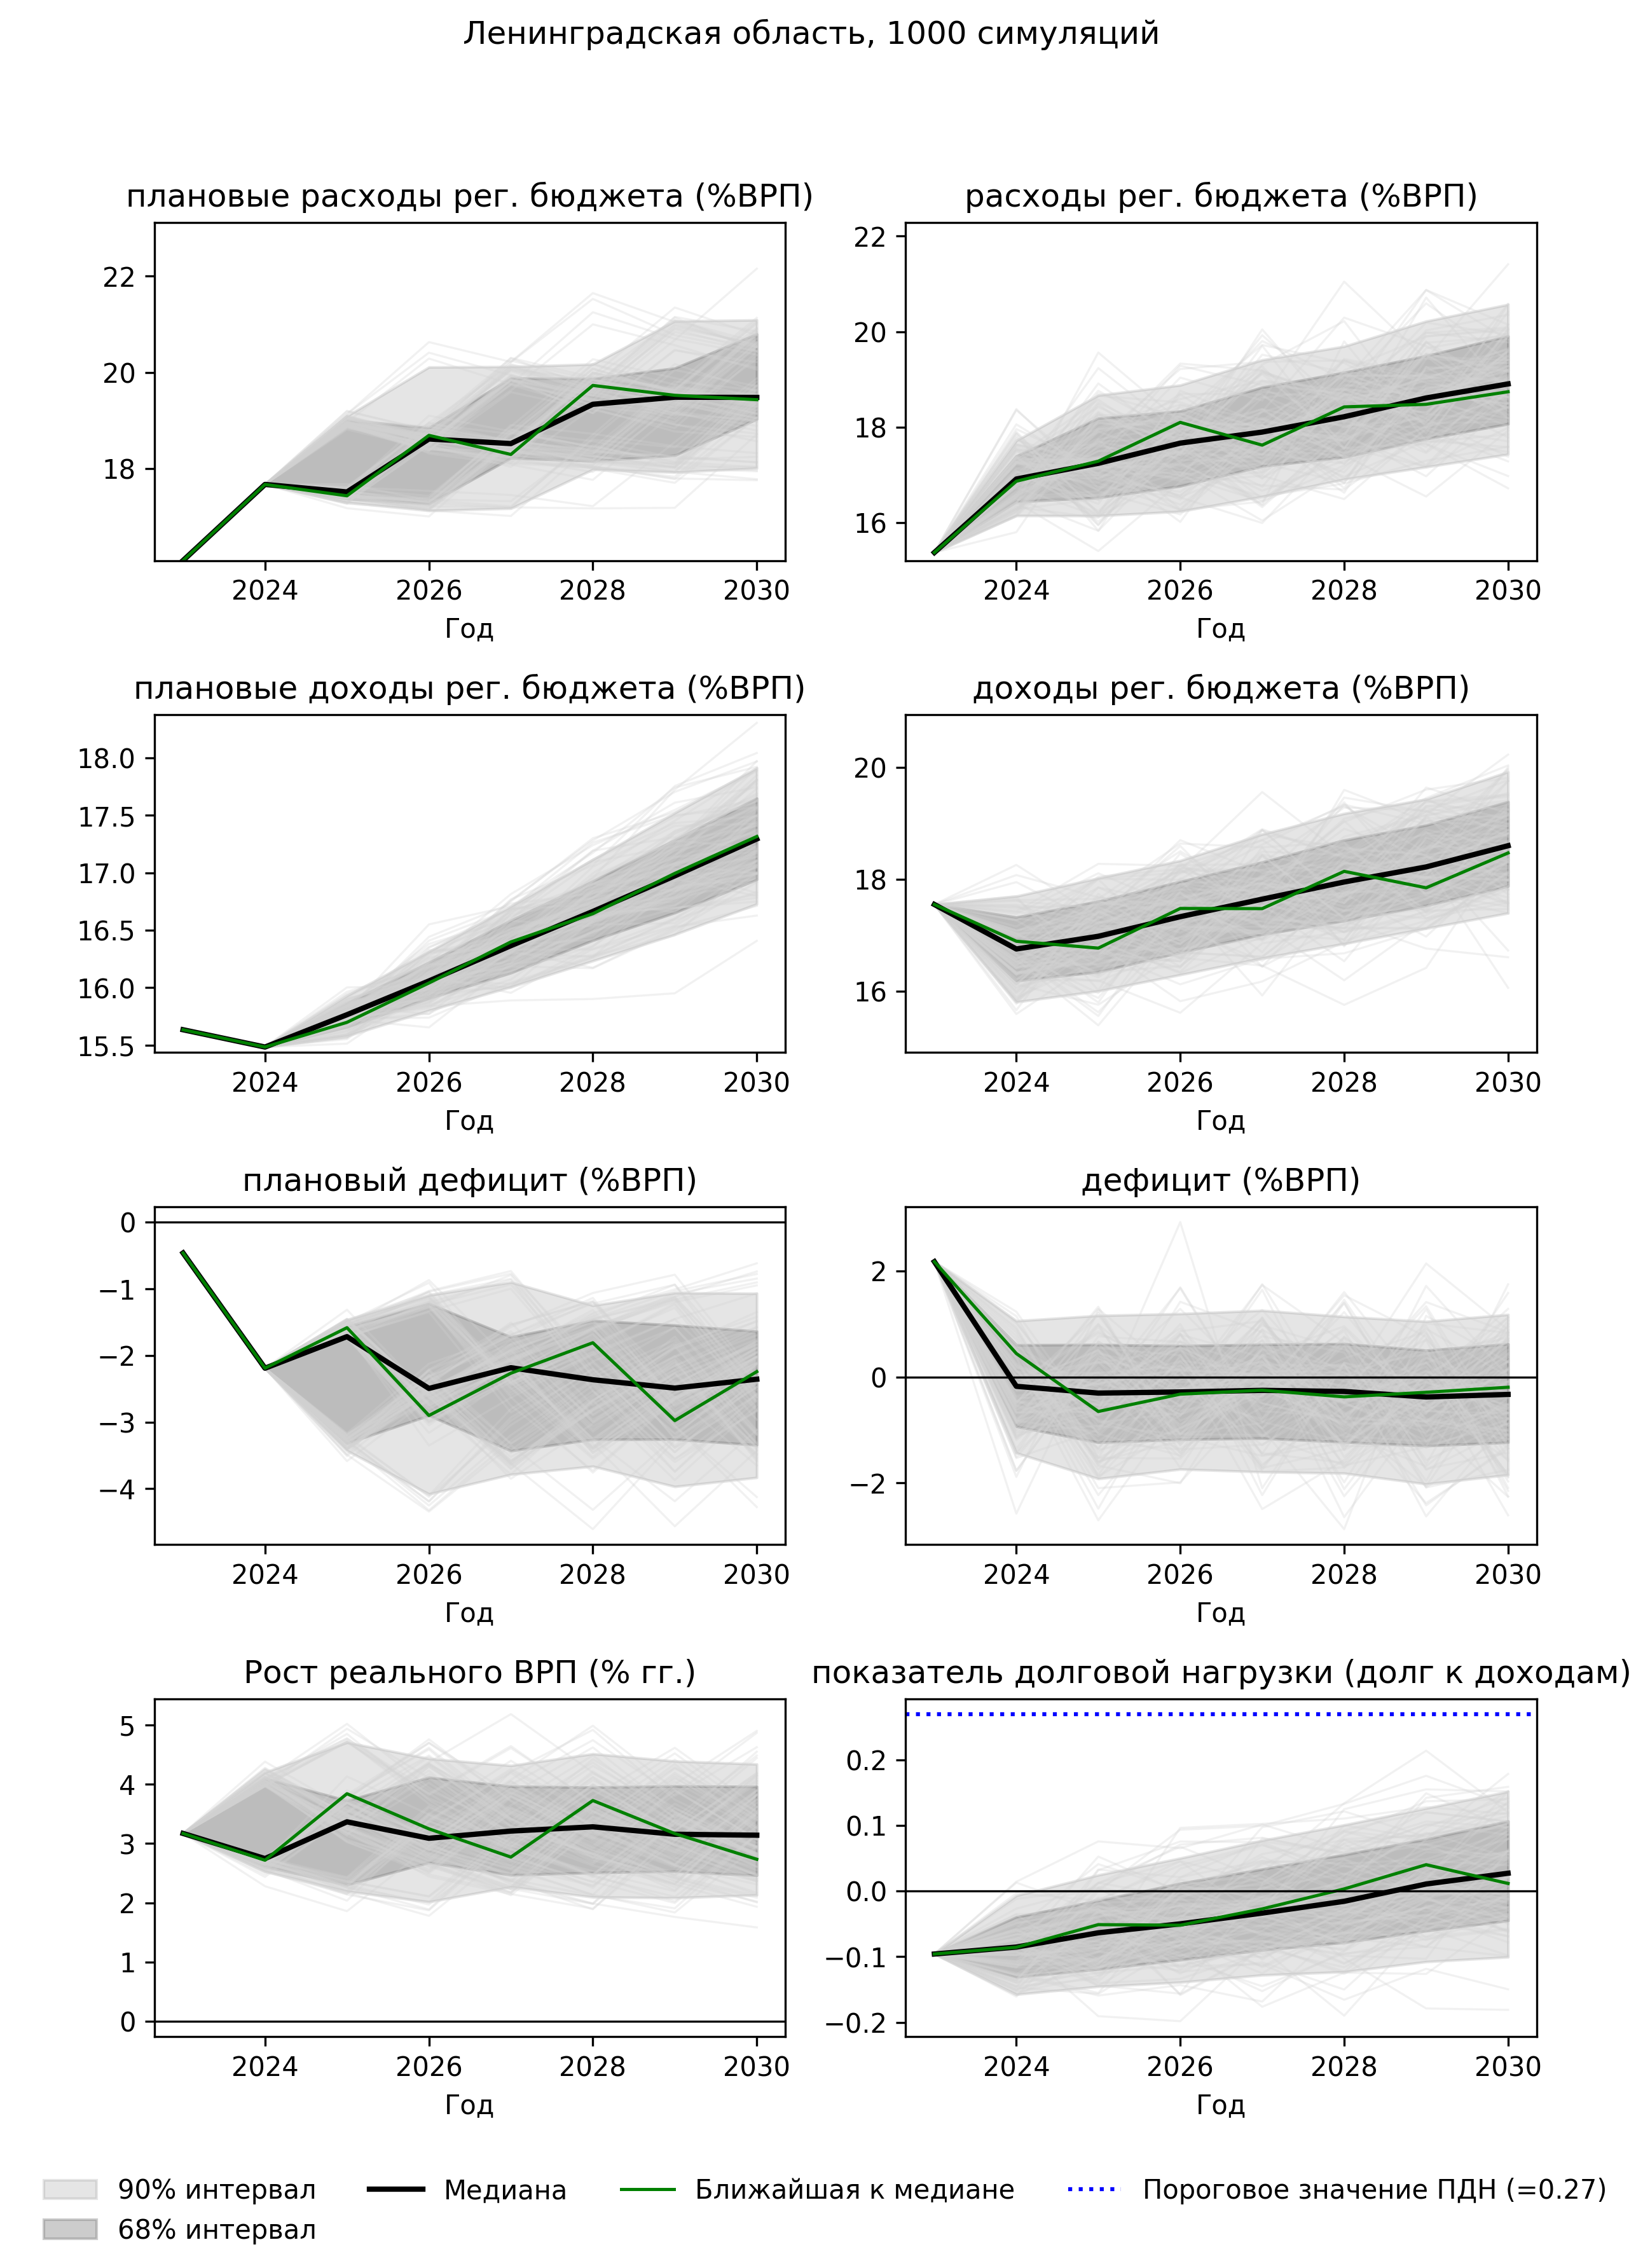 Ленинградская область, 1000 симуляций
плановые расходы рег. бюджета (%ВРП)
22
20
18
2024 2026 2028 2030
Год
расходы рег. бюджета (%ВРП)
22
20
18
16
2024 2026 2028 2030
Год
плановые доходы рег. бюджета (%ВРП)
18.0
17.5
17.0
16.5
16.0
15.5
2024 2026 2028 2030
Год
доходы рег. бюджета (%ВРП)
20
18
16
2024 2026 2028 2030
Год
плановый дефицит (%ВРП)
0
−1
−2
−3
−4
2024 2026 2028 2030
Год
дефицит (%ВРП)
2
0
−2
2024 2026 2028 2030
Год
Рост реального ВРП (% гг.)
5
4
3
2
1
0
2024 2026 2028 2030
Год
показатель долговой нагрузки (долг к доходам)
0.2
0.1
0.0
−0.1
−0.2
2024 2026 2028 2030
Год
90% интервал
68% интервал
Медиана
Ближайшая к медиане
Пороговое значение ПДН (=0.27)